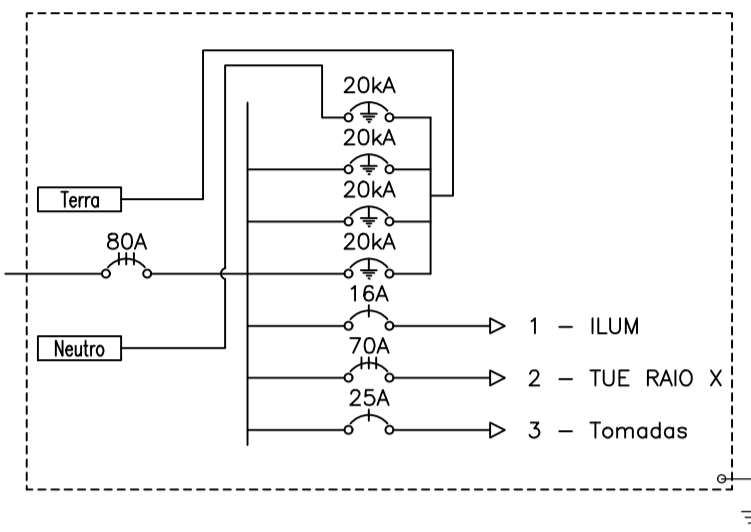 20kA
20kA
20kA
Terra
80A
20kA
16A
1 – ILUM
Neutro
70A
2 – TUE RAIO X
25A
3 – Tomadas